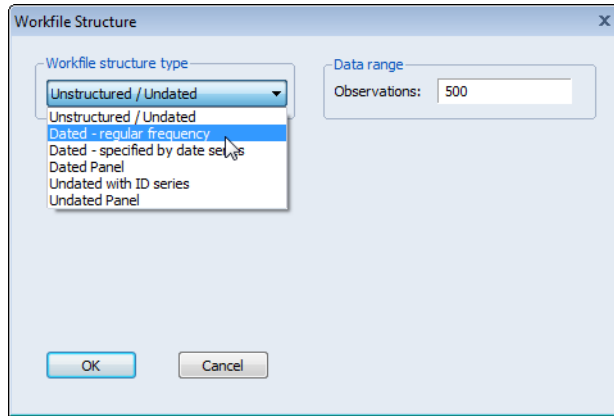 Workfile Structure
x
Workfile structure type
Unstructured / Undated
Unstructured / Undated
Dated - regular frequency
Dated - specified by date series
Dated Panel
Undated with ID series
Undated Panel
Data range
Observations: 500
OK
Cancel